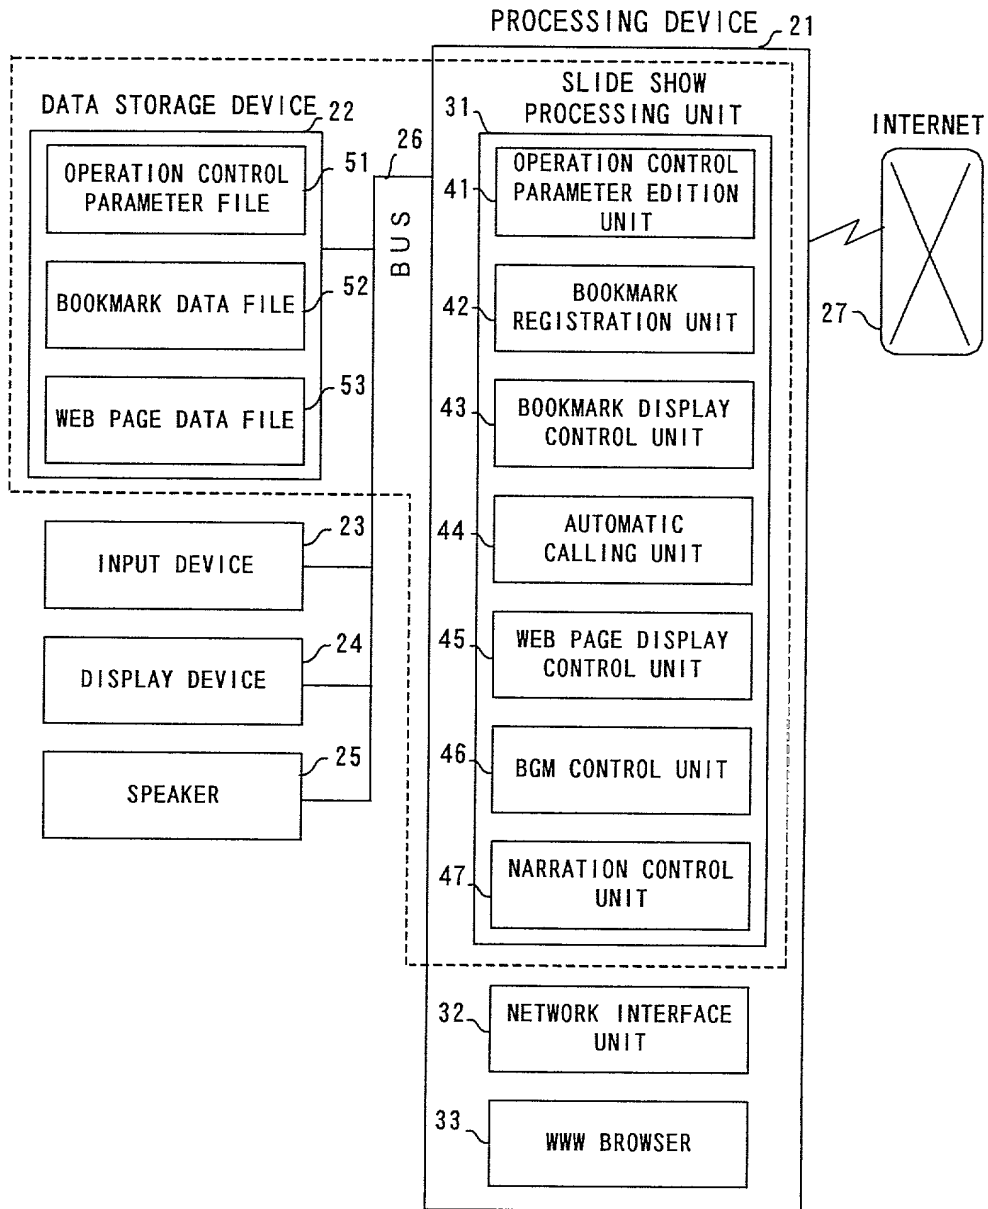 PROCESSING DEVICE 21
DATA STORAGE DEVICE 22
51
OPERATION CONTROL
PARAMETER FILE
52
BOOKMARK DATA FILE
53
WEB PAGE DATA FILE
23
INPUT DEVICE
24
DISPLAY DEVICE
25
SPEAKER
26
BUS
SLIDE SHOW
PROCESSING UNIT
31
41
OPERATION CONTROL
PARAMETER EDITION
UNIT
42
BOOKMARK
REGISTRATION UNIT
43
BOOKMARK DISPLAY
CONTROL UNIT
44
AUTOMATIC
CALLING UNIT
45
WEB PAGE DISPLAY
CONTROL UNIT
46
BGM CONTROL UNIT
47
NARRATION CONTROL
UNIT
32
NETWORK INTERFACE
UNIT
33
WWW BROWSER
INTERNET
27